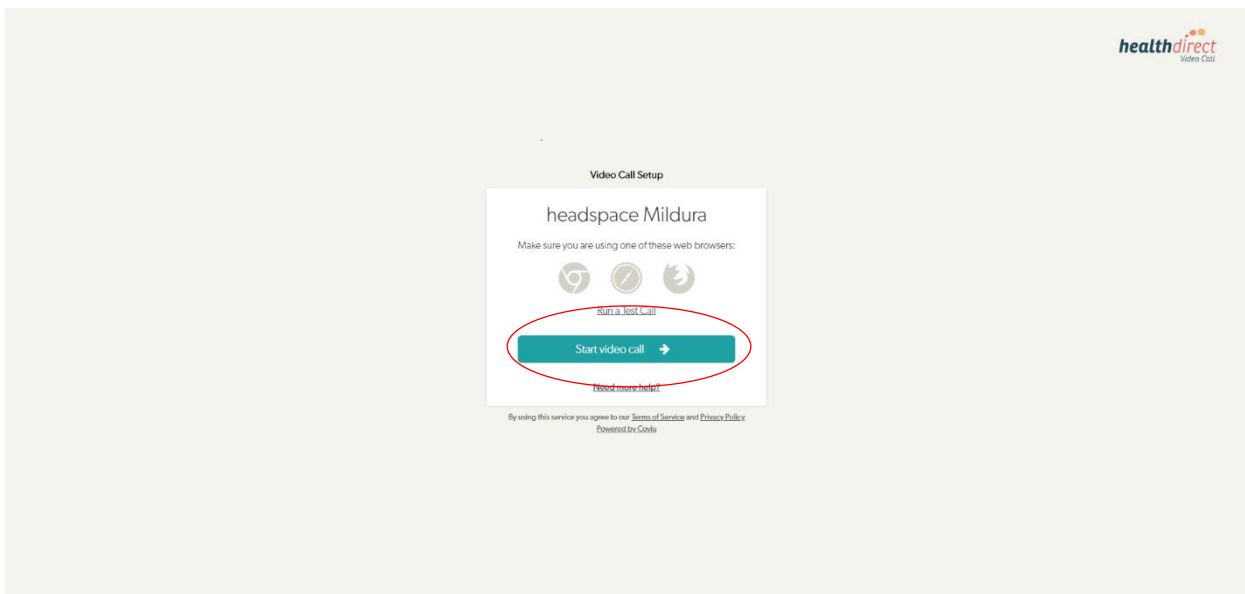 healthdirect
Video Call
Video Call Setup
headspace Mildura
Make sure you are using one of these web browsers:
Run a Test Call
Start video call
Need more help?
By using this service you agree to our Terms of Service and Privacy Policy
Powered by Coviu